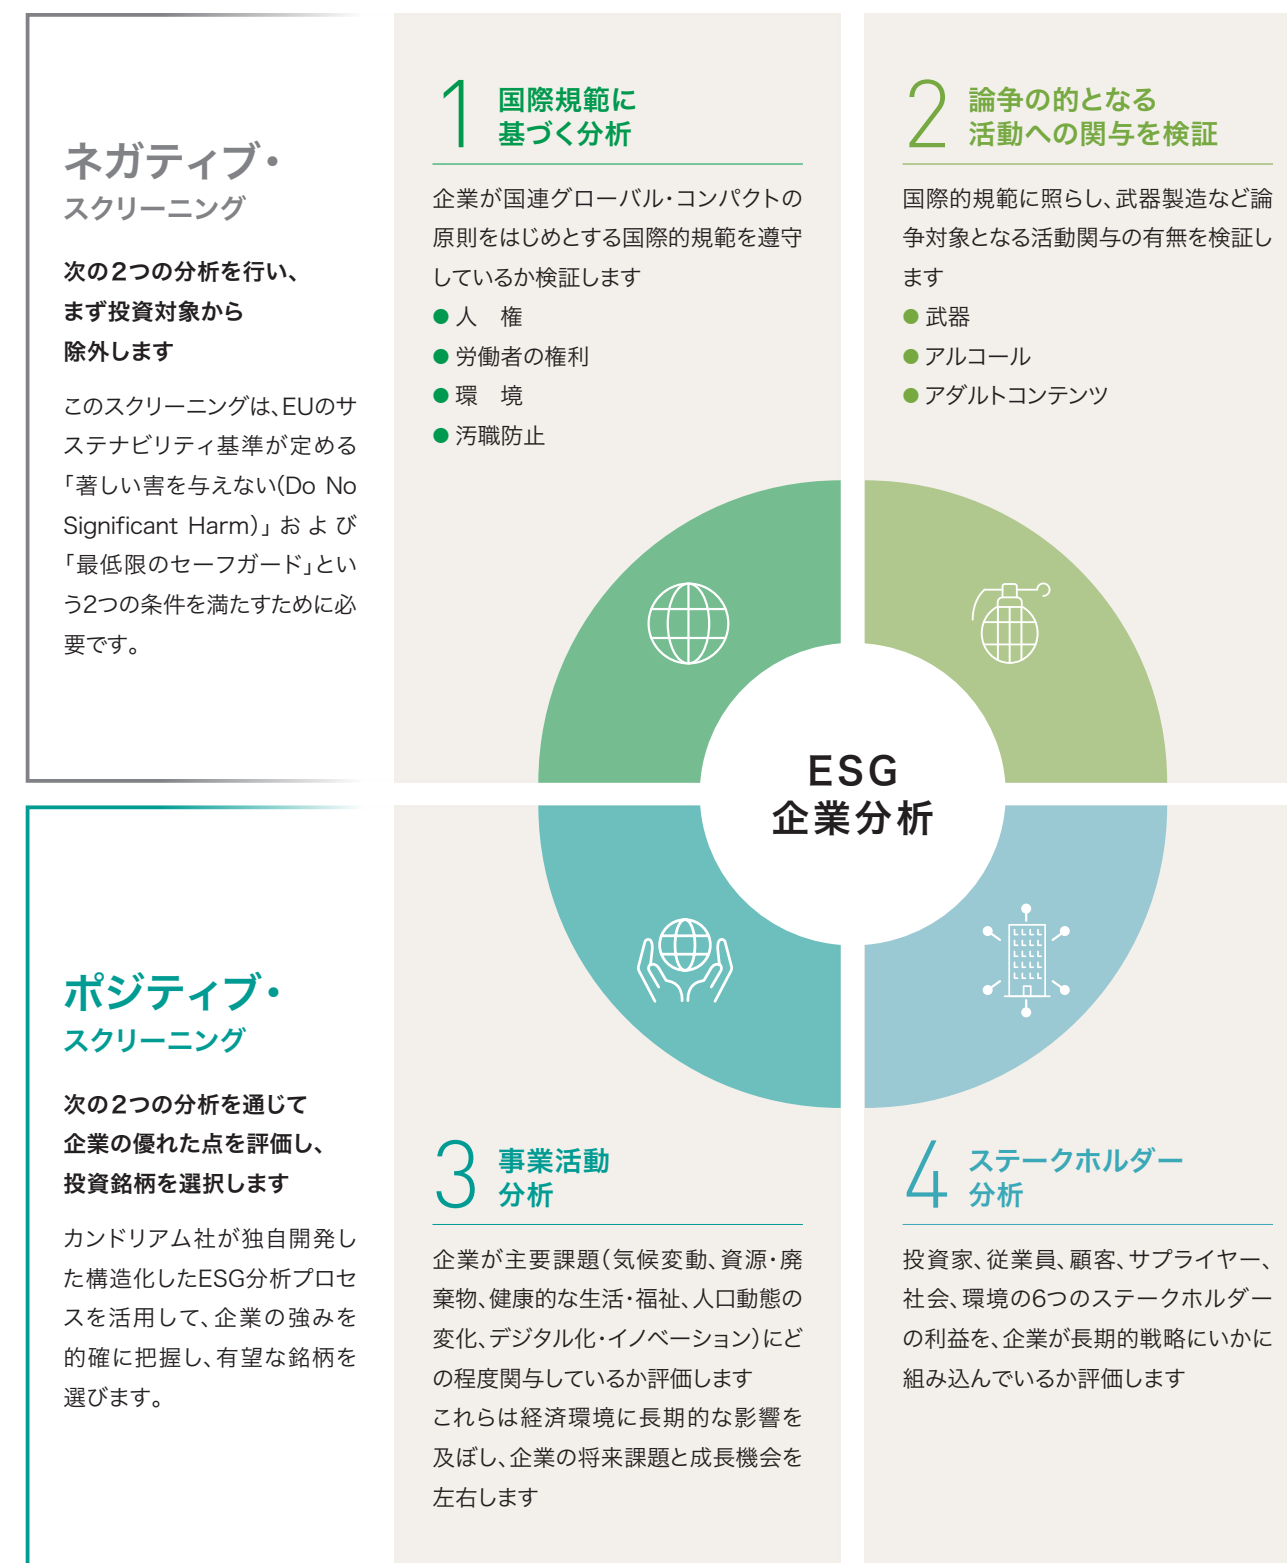 ネガティブ・
スクリーニング
次の2つの分析を行い、
まず投資対象から
除外します
このスクリーニングは、EUのサ
ステナビリティ基準が定める
「著しい害を与えない(Do No
Significant Harm)」および
「最低限のセーフガード」とい
う2つの条件を満たすために必
要です。
1 国際規範に
基づく分析
企業が国連グローバル・コンパクトの
原則をはじめとする国際的規範を遵守
しているか検証します
● 人　権
● 労働者の権利
● 環　境
● 汚職防止
2 論争の的となる
活動への関与を検証
国際的規範に照らし、武器製造など論
争対象となる活動関与の有無を検証し
ます
● 武器
● アルコール
● アダルトコンテンツ
ESG
企業分析
ポジティブ・
スクリーニング
次の2つの分析を通じて
企業の優れた点を評価し、
投資銘柄を選択します
カンドリアム社が独自開発し
た構造化したESG分析プロセ
スを活用して、企業の強みを
的確に把握し、有望な銘柄を
選びます。
3 事業活動
分析
企業が主要課題(気候変動、資源・廃
棄物、健康的な生活・福祉、人口動態の
変化、デジタル化・イノベーション)にど
の程度関与しているか評価します
これらは経済環境に長期的な影響を
及ぼし、企業の将来課題と成長機会を
左右します
4 ステークホルダー
分析
投資家、従業員、顧客、サプライヤー、
社会、環境の6つのステークホルダー
の利益を、企業が長期的戦略にいかに
組み込んでいるか評価します